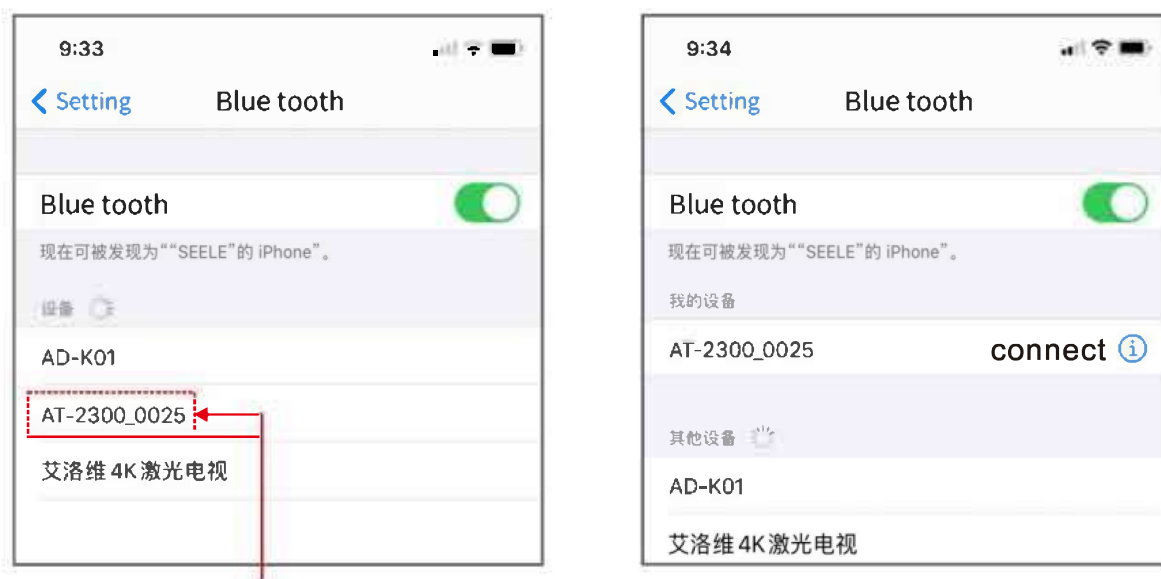 9:33
Setting Blue tooth
Blue tooth
现在可被发现为““SEELE”的 iPhone”。
设备
AD-K01
AT-2300_0025
艾洛维 4K 激光电视
9:34
Setting Blue tooth
Blue tooth
现在可被发现为““SEELE”的 iPhone”。
我的设备
AT-2300_0025 connect
其他设备
AD-K01
艾洛维 4K 激光电视